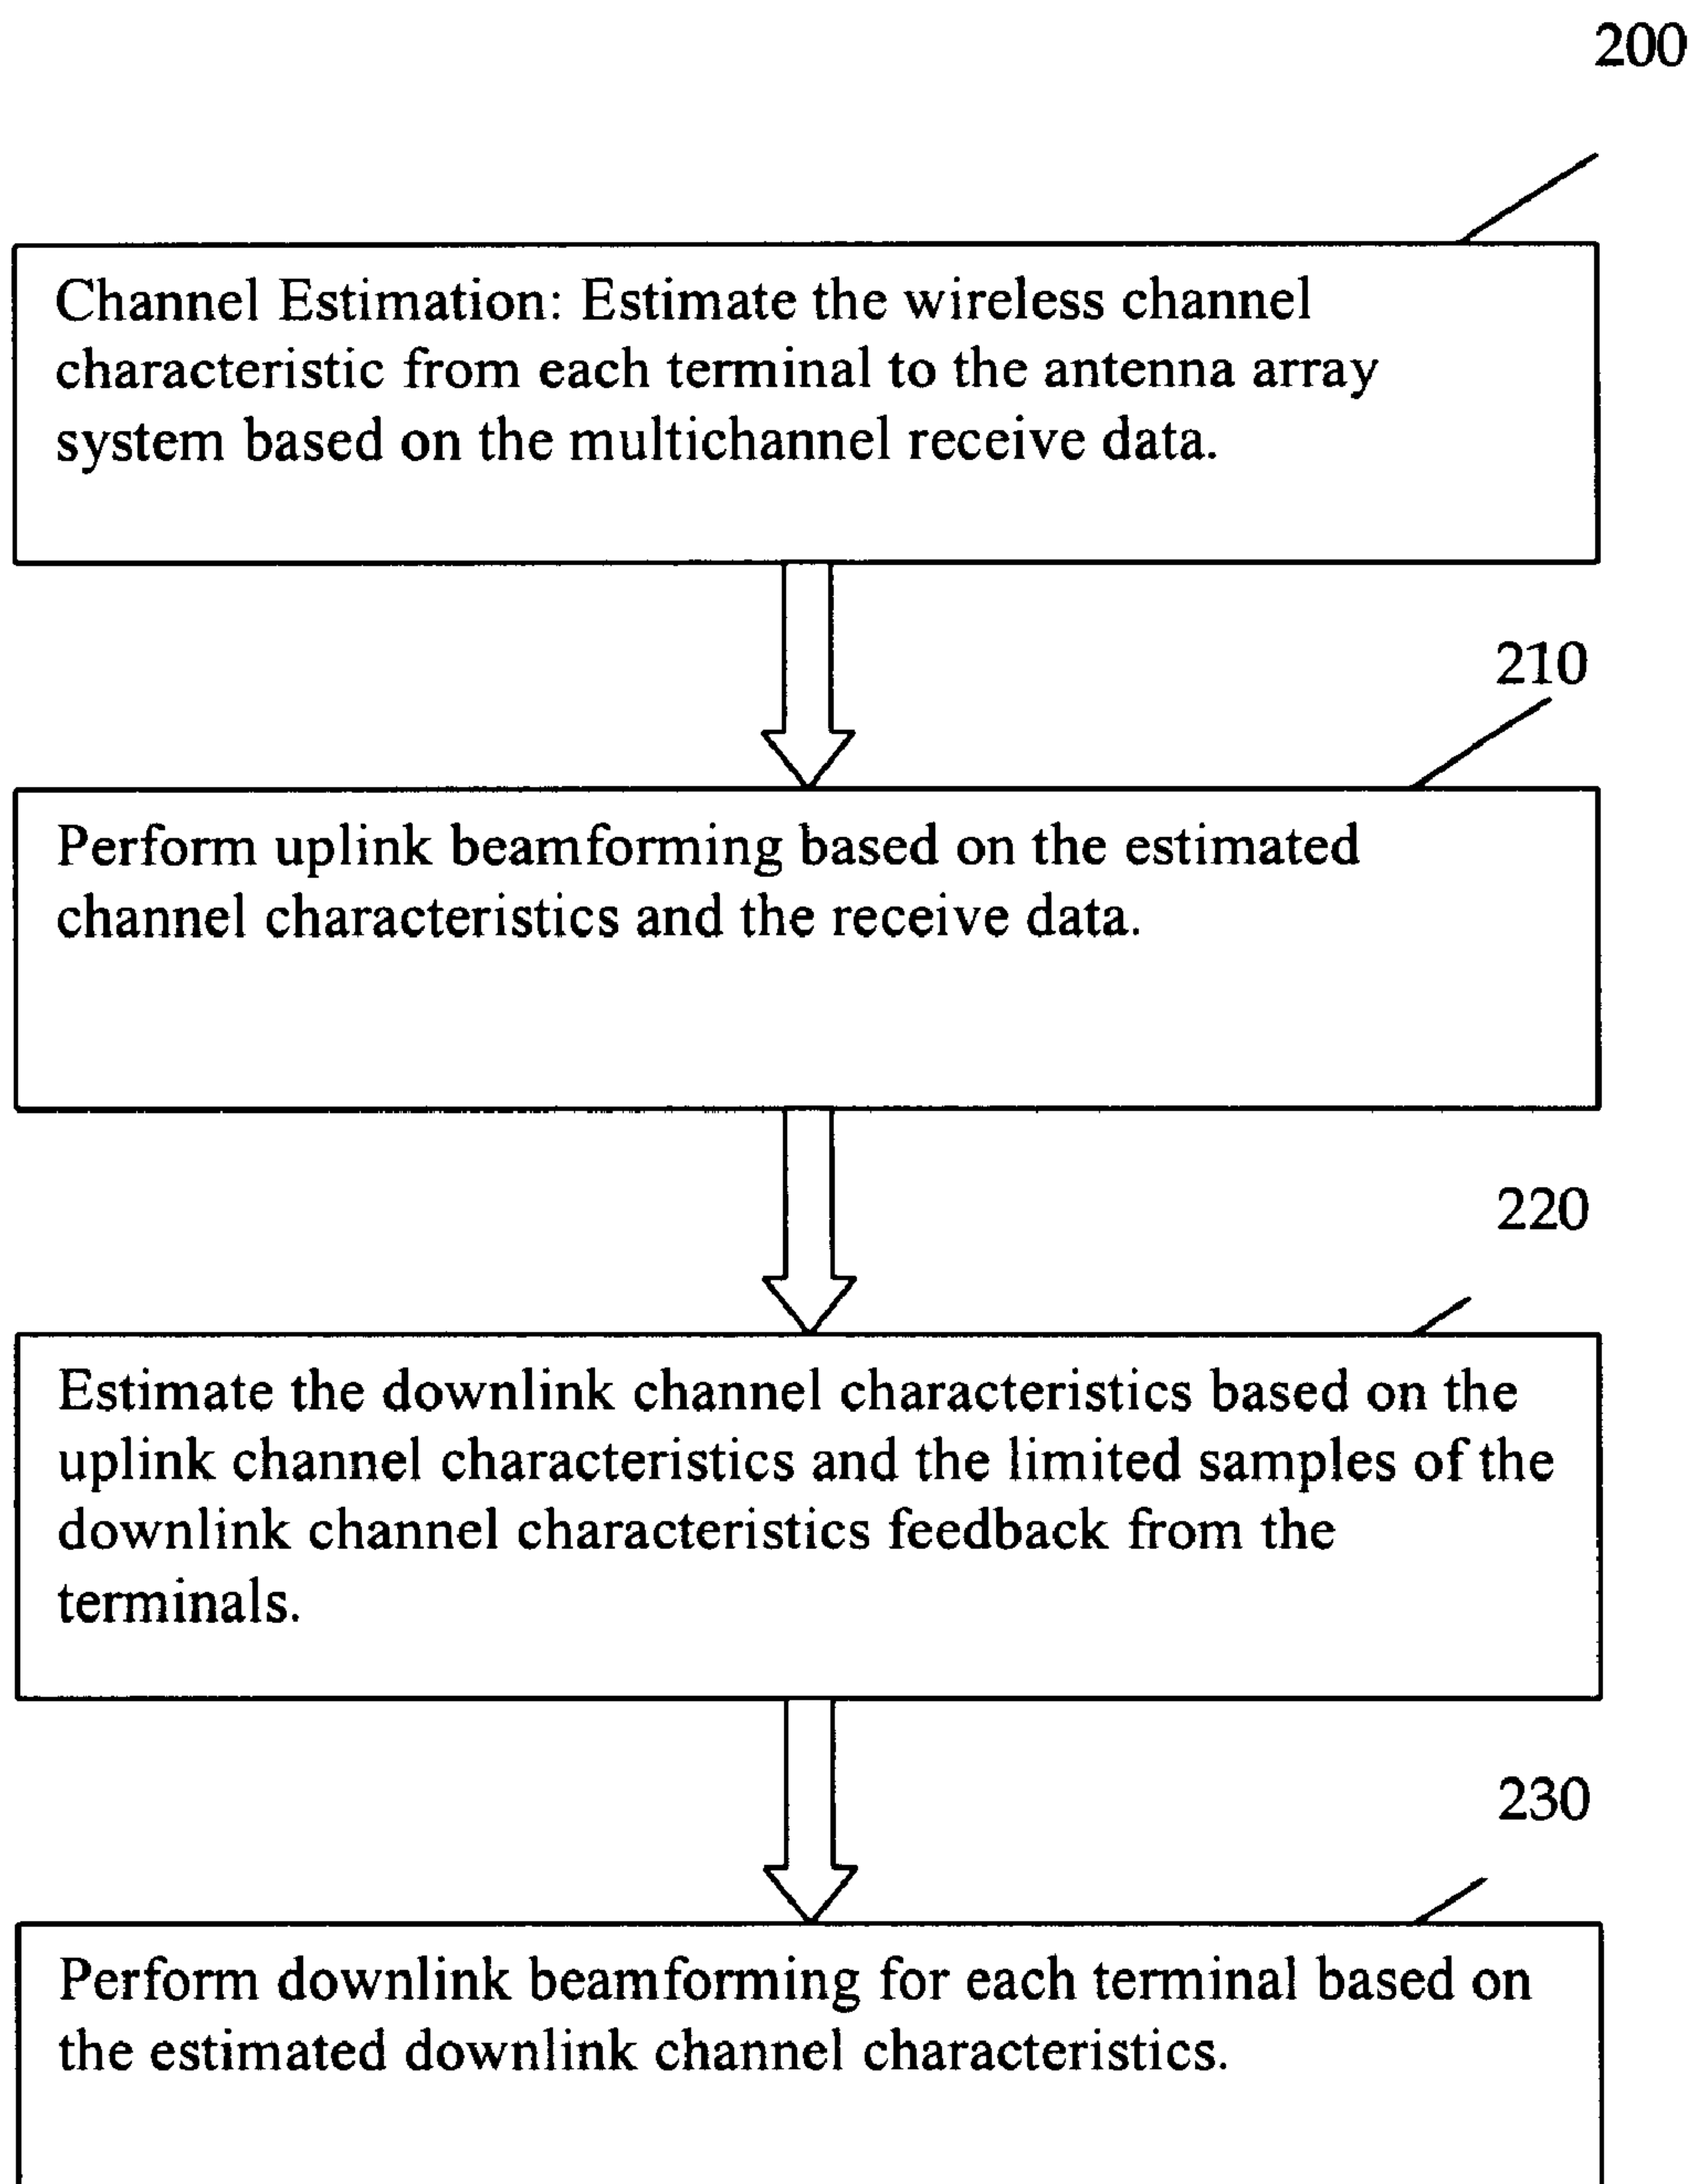 200
Channel Estimation: Estimate the wireless channel
characteristic from each terminal to the antenna array
system based on the multichannel receive data.
210
Perform uplink beamforming based on the estimated
channel characteristics and the receive data.
220
Estimate the downlink channel characteristics based on the
uplink channel characteristics and the limited samples of the
downlink channel characteristics feedback from the
terminals.
230
Perform downlink beamforming for each terminal based on
the estimated downlink channel characteristics.